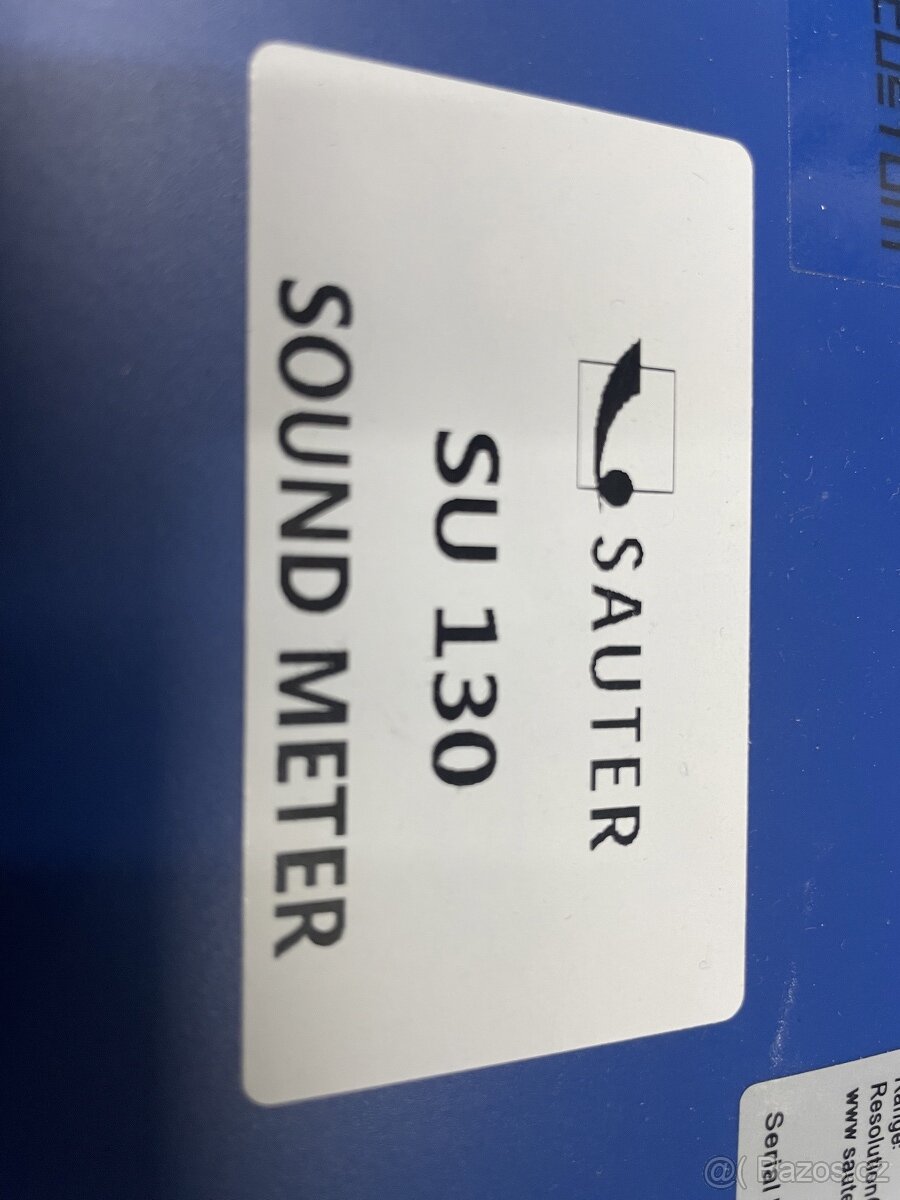 SAUTER
SU 130
SOUND METER
Range:
Resolution
www saut
Serial
@( Bazos.cz